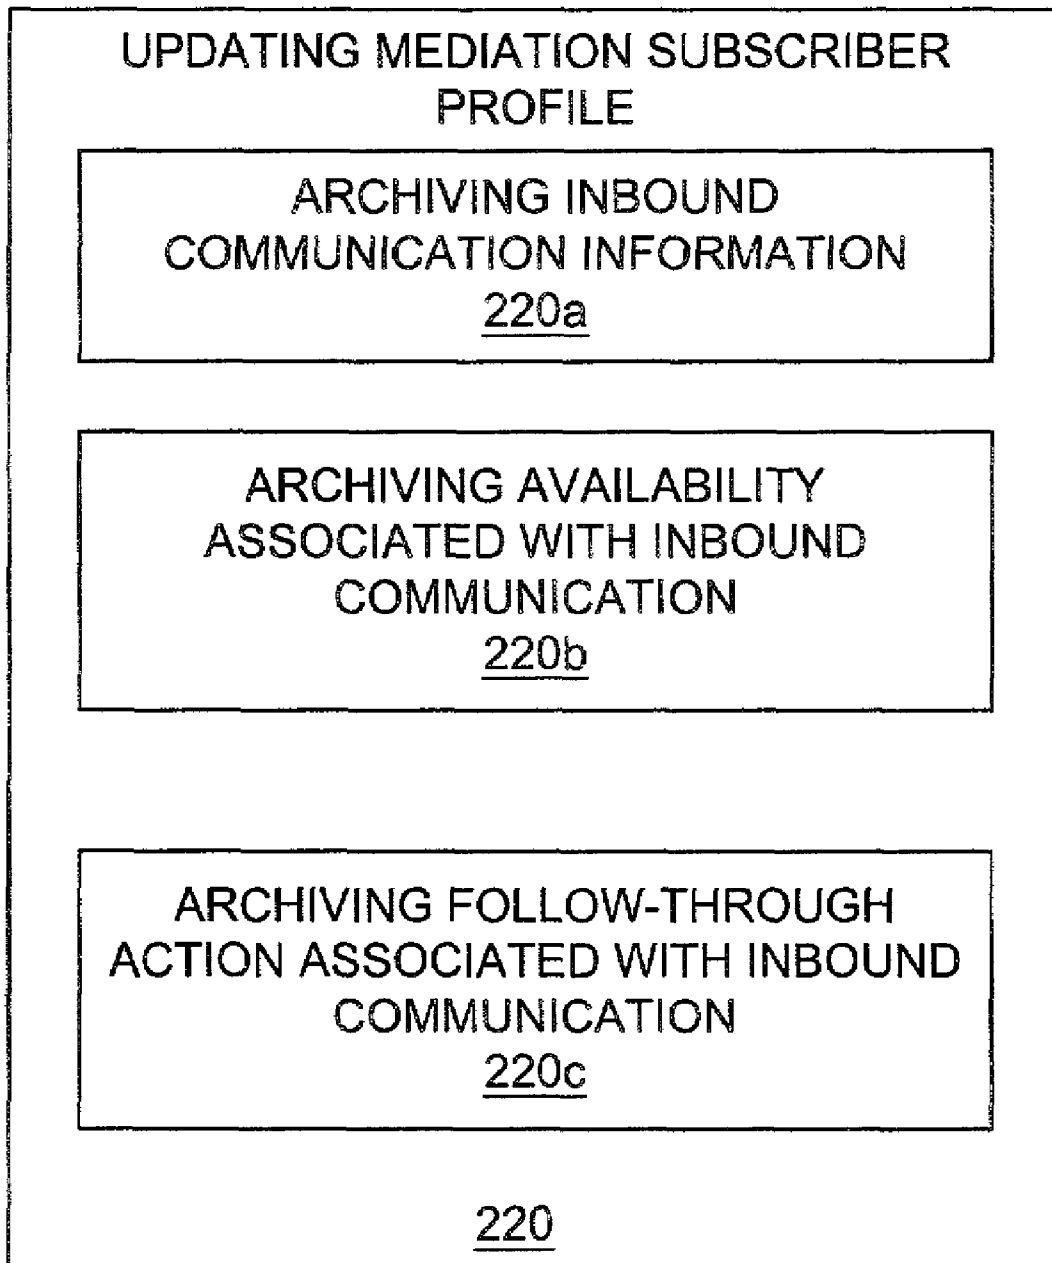 UPDATING MEDIATION SUBSCRIBER
PROFILE
ARCHIVING INBOUND
COMMUNICATION INFORMATION
220a
ARCHIVING AVAILABILITY
ASSOCIATED WITH INBOUND
COMMUNICATION
220b
ARCHIVING FOLLOW-THROUGH
ACTION ASSOCIATED WITH INBOUND
COMMUNICATION
220c
220